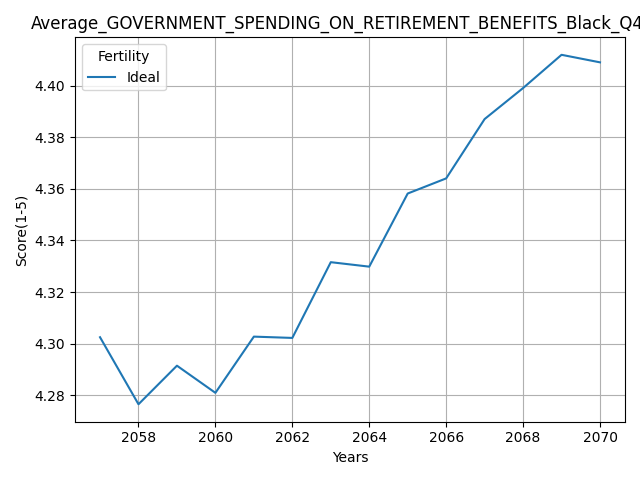 Average_GOVERNMENT_SPENDING_ON_RETIREMENT_BENEFITS_Black_Q4
Fertility
Ideal
4.40
4.38
4.36
4.34
4.32
4.30
4.28
Score(1-5)
2058 2060 2062 2064 2066 2068 2070
Years